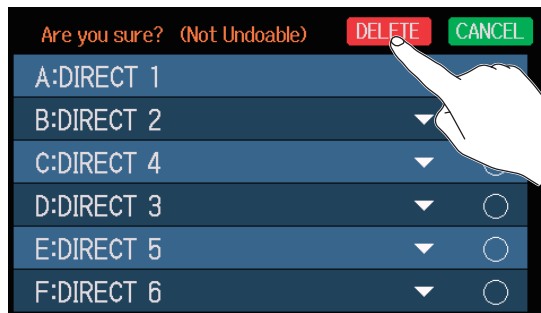 Are you sure? (Not Undoable) DELETE CANCEL
A:DIRECT 1
B:DIRECT 2
C:DIRECT 4
D:DIRECT 3
E:DIRECT 5
F:DIRECT 6